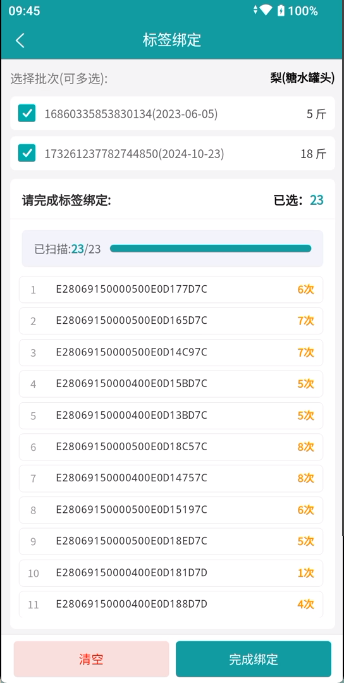 09:45 100%
标签绑定
选择批次(可多选): 梨(糖水罐头)
16860335853830134(2023-06-05) 5 斤
173261237782744850(2024-10-23) 18 斤
请完成标签绑定: 已选: 23
已扫描:23/23
1 E28069150000500E0D177D7C 6次
2 E28069150000500E0D165D7C 7次
3 E28069150000500E0D14C97C 7次
4 E28069150000400E0D15BD7C 5次
5 E28069150000400E0D13BD7C 5次
6 E28069150000500E0D18C57C 8次
7 E28069150000400E0D14757C 8次
8 E28069150000500E0D15197C 6次
9 E28069150000500E0D18ED7C 5次
10 E28069150000400E0D181D7D 1次
11 E28069150000400E0D188D7D 4次
清空 完成绑定